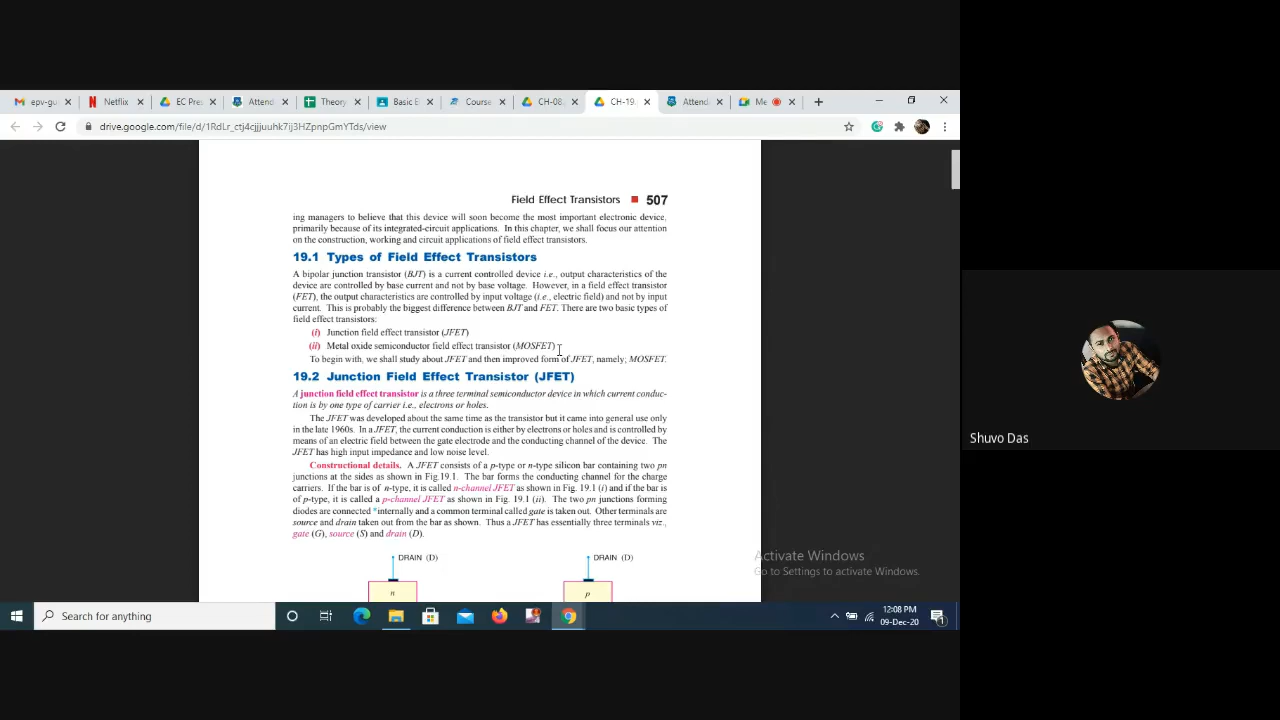 epv-gu
Netflix
EC Pre
Attend
Theory
Basic E
Course
CH-08
CH-19.
Attend
Me
drive.google.com/file/d/1RdLr_ctj4cjjjuuhk7ij3HZpnpGmYTds/view
Field Effect Transistors 507
ing managers to believe that this device will soon become the most important electronic device,
primarily because of its integrated-circuit applications. In this chapter, we shall focus our attention
on the construction, working and circuit applications of field effect transistors.
19.1 Types of Field Effect Transistors
A bipolar junction transistor (BJT) is a current controlled device i.e., output characteristics of the
device are controlled by base current and not by base voltage. However, in a field effect transistor
(FET), the output characteristics are controlled by input voltage (i.e., electric field) and not by input
current. This is probably the biggest difference between BJT and FET. There are two basic types of
field effect transistors:
(i) Junction field effect transistor (JFET)
(ii) Metal oxide semiconductor field effect transistor (MOSFET)
To begin with, we shall study about JFET and then improved form of JFET, namely; MOSFET.
19.2 Junction Field Effect Transistor (JFET)
A junction field effect transistor is a three terminal semiconductor device in which current conduc-
tion is by one type of carrier i.e., electrons or holes.
The JFET was developed about the same time as the transistor but it came into general use only
in the late 1960s. In a JFET, the current conduction is either by electrons or holes and is controlled by
means of an electric field between the gate electrode and the conducting channel of the device. The
JFET has high input impedance and low noise level.
Constructional details. A JFET consists of a p-type or n-type silicon bar containing two pn
junctions at the sides as shown in Fig.19.1. The bar forms the conducting channel for the charge
carriers. If the bar is of n-type, it is called n-channel JFET as shown in Fig. 19.1 (i) and if the bar is
of p-type, it is called a p-channel JFET as shown in Fig. 19.1 (ii). The two pn junctions forming
diodes are connected *internally and a common terminal called gate is taken out. Other terminals are
source and drain taken out from the bar as shown. Thus a JFET has essentially three terminals viz.,
gate (G), source (S) and drain (D).
DRAIN (D)
DRAIN (D)
n
p
Activate Windows
Go to Settings to activate Windows.
Search for anything
12:08 PM
09-Dec-20
1
Shuvo Das